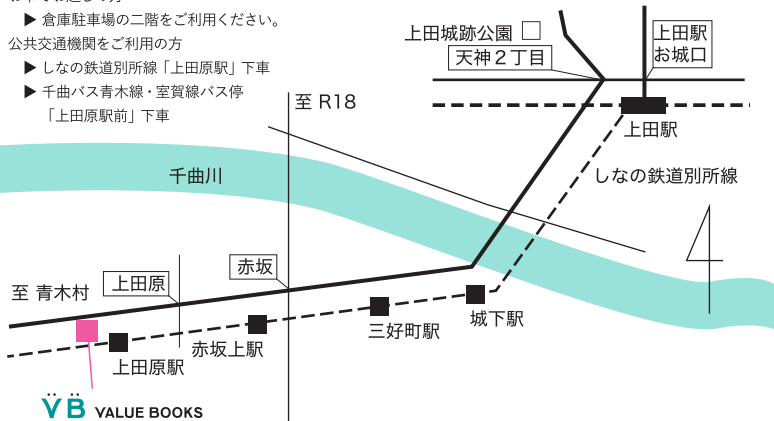 ▶ 倉庫駐車場の二階をご利用ください。
公共交通機関をご利用の方
▶ しなの鉄道別所線「上田原駅」下車
▶ 千曲バス青木線・室賀線バス停
「上田原駅前」下車
上田城跡公園
天神２丁目
上田駅
お城口
至 R18
上田駅
千曲川
しなの鉄道別所線
赤坂
上田原
至 青木村
城下駅
三好町駅
赤坂上駅
上田原駅
VB VALUE BOOKS